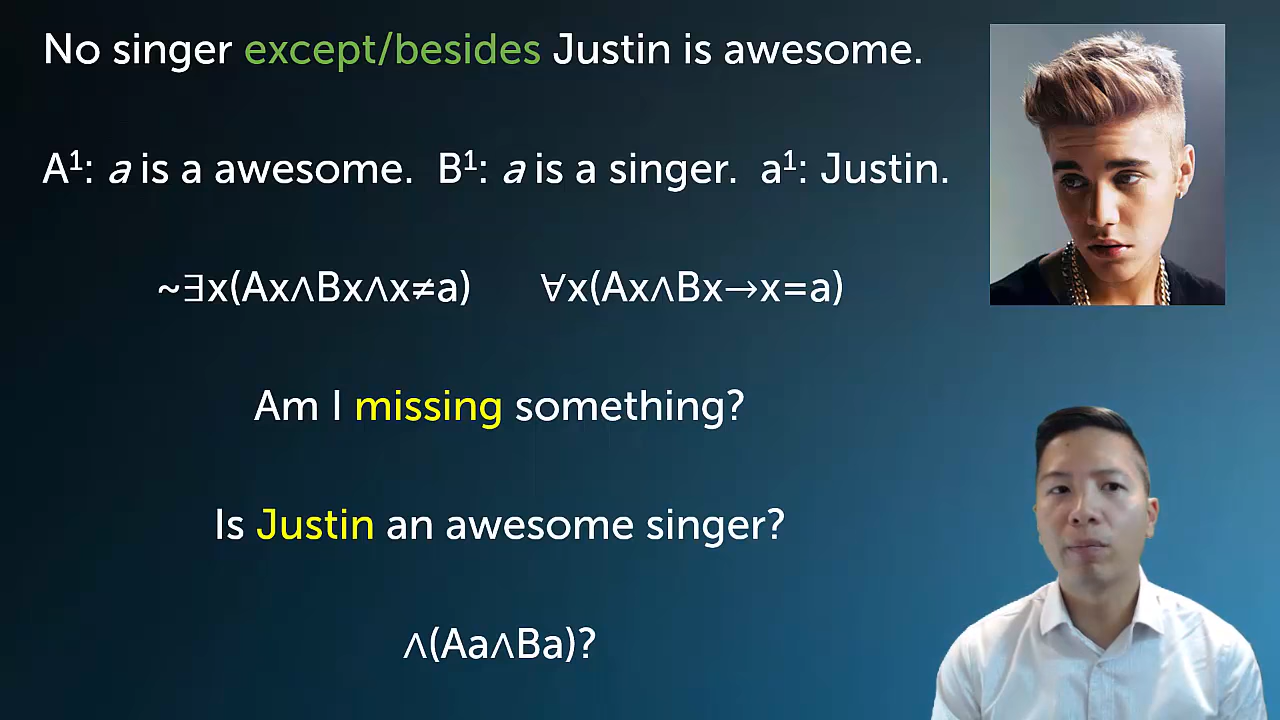 No singer except/besides Justin is awesome.
A¹: a is a awesome. B¹: a is a singer. a¹: Justin.
~∃x(Ax∧Bx∧x≠a) ∀x(Ax∧Bx→x=a)
Am I missing something?
Is Justin an awesome singer?
∧(Aa∧Ba)?